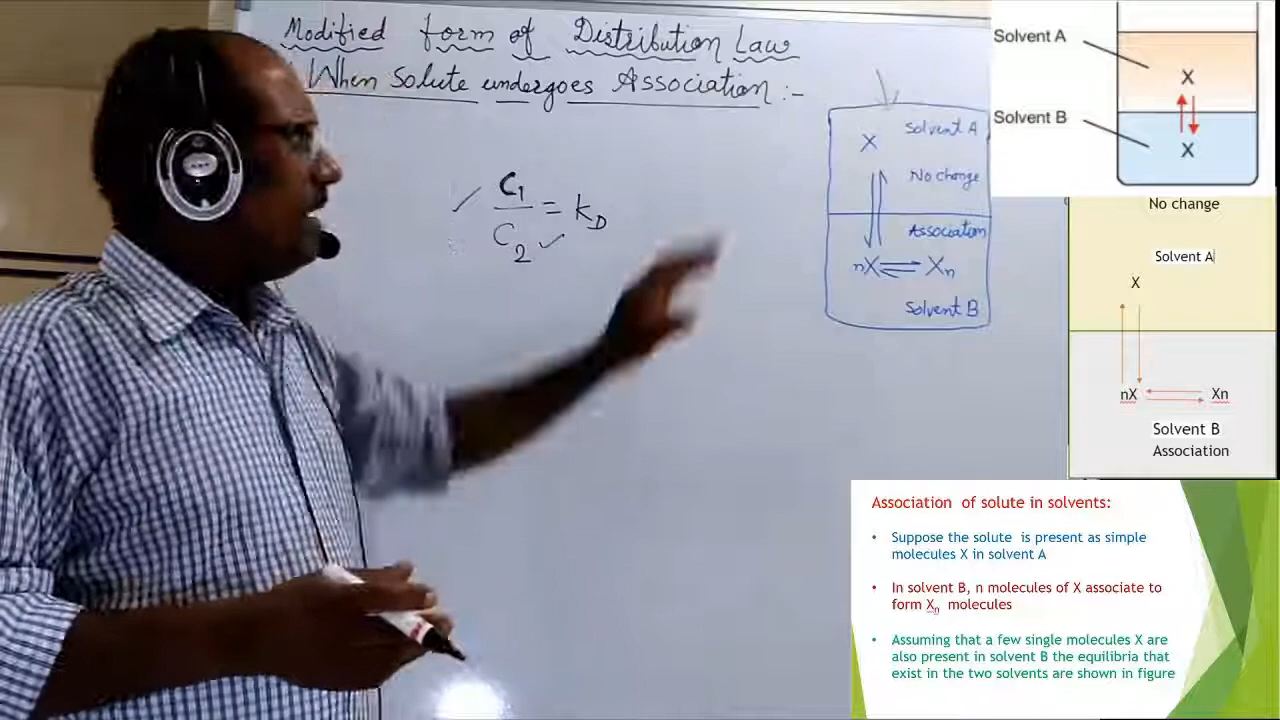 Modified form of Distribution Law
When Solute undergoes Association :-
C1
C2
= KD
X
Solvent A
No change
Association
nX ⇌ Xn
Solvent B
Solvent A
X
Solvent B
X
No change
Solvent A
X
nX
Xn
Solvent B
Association
Association of solute in solvents:
• Suppose the solute is present as simple
molecules X in solvent A
• In solvent B, n molecules of X associate to
form Xn molecules
• Assuming that a few single molecules X are
also present in solvent B the equilibria that
exist in the two solvents are shown in figure